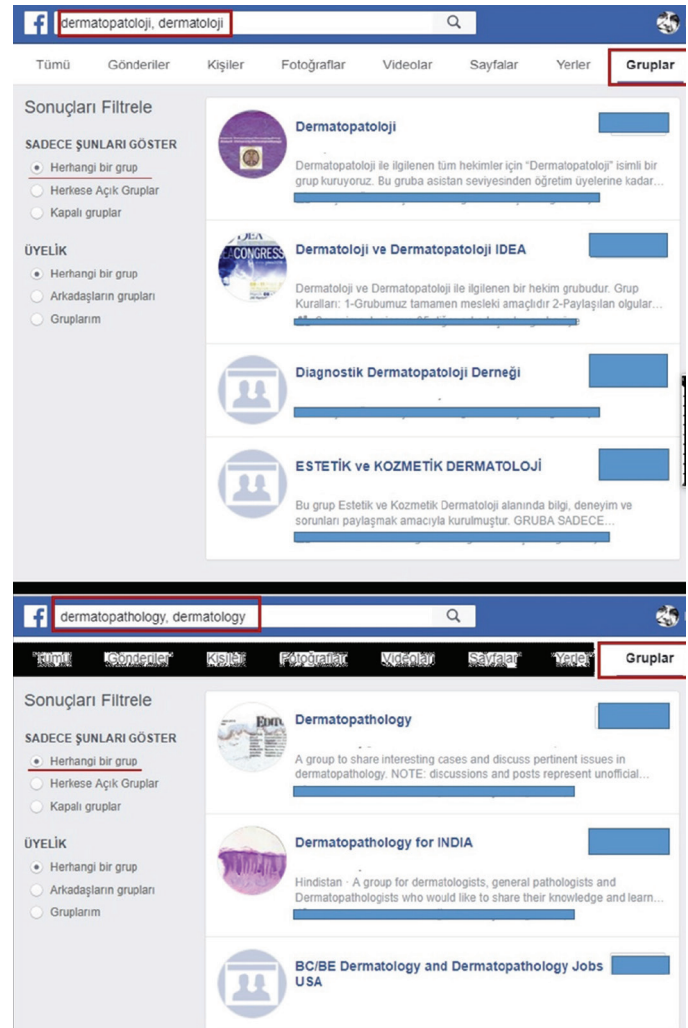 dermatopatoloji, dermatoloji
Tümü Gönderiler Kişiler Fotoğraflar Videolar Sayfalar Yerler Gruplar
Sonuçları Filtrele
SADECE ŞUNLARI GÖSTER
Herhangi bir grup
Herkese Açık Gruplar
Kapalı gruplar
ÜYELİK
Herhangi bir grup
Arkadaşların grupları
Gruplarım
Dermatopatoloji
Dermatopatoloji ile ilgilenen tüm hekimler için "Dermatopatoloji" isimli bir
grup kuruyoruz. Bu gruba asistan seviyesinden öğretim üyelerine kadar...
Dermatoloji ve Dermatopatoloji IDEA
Dermatoloji ve Dermatopatoloji ile ilgilenen bir hekim grubudur. Grup
Kuralları: 1-Grubumuz tamamen mesleki amaçlıdır 2-Paylaşılan olgular...
Diagnostik Dermatopatoloji Derneği
ESTETİK ve KOZMETİK DERMATOLOJİ
Bu grup Estetik ve Kozmetik Dermatoloji alanında bilgi, deneyim ve
sorunları paylaşmak amacıyla kurulmuştur. GRUBA SADECE...
dermatopathology, dermatology
Tümü Gönderiler Kişiler Fotoğraflar Videolar Sayfalar Yerler Gruplar
Sonuçları Filtrele
SADECE ŞUNLARI GÖSTER
Herhangi bir grup
Herkese Açık Gruplar
Kapalı gruplar
ÜYELİK
Herhangi bir grup
Arkadaşların grupları
Gruplarım
Dermatopathology
A group to share interesting cases and discuss pertinent issues in
dermatopathology. NOTE: discussions and posts represent unofficial...
Dermatopathology for INDIA
Hindistan · A group for dermatologists, general pathologists and
Dermatopathologists who would like to share their knowledge and learn...
BC/BE Dermatology and Dermatopathology Jobs
USA